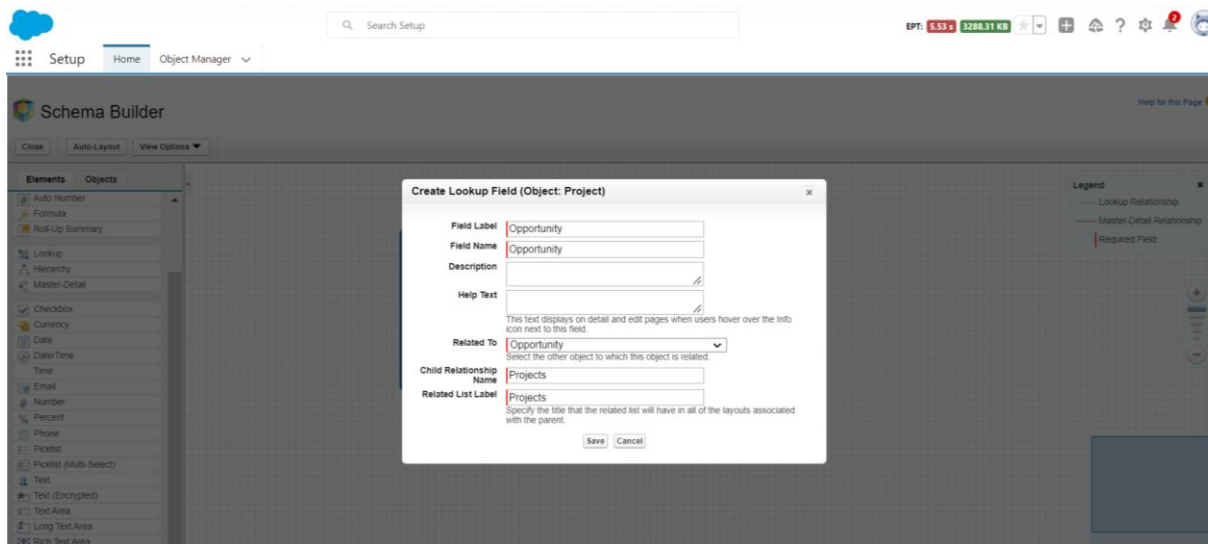 Search Setup
EPT: 5.53 s 3288.31 KB
2
Setup
Home
Object Manager
Schema Builder
Help for this Page
Close
Auto-Layout
View Options
Elements
Objects
Auto Number
Formula
Roll-Up Summary
Lookup
Hierarchy
Master-Detail
Checkbox
Currency
Date
Date/Time
Time
Email
Number
Percent
Phone
Picklist
Picklist (Multi-Select)
Text
Text (Encrypted)
Text Area
Long Text Area
Rich Text Area
Create Lookup Field (Object: Project)
Field Label Opportunity
Field Name Opportunity
Description
Help Text
This text displays on detail and edit pages when users hover over the Info
icon next to this field.
Related To Opportunity
Select the other object to which this object is related.
Child Relationship
Name Projects
Related List Label Projects
Specify the title that the related list will have in all of the layouts associated
with the parent.
Save Cancel
Legend
Lookup Relationship
Master-Detail Relationship
Required Field